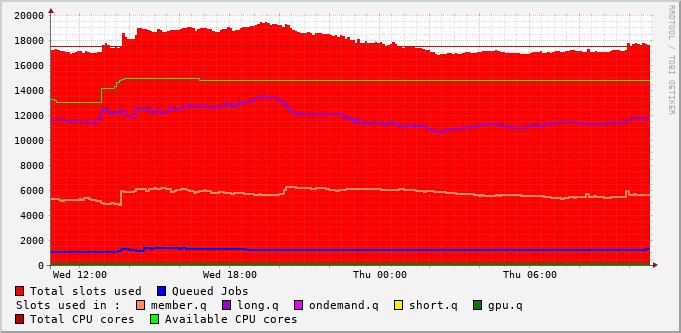 20000
18000
16000
14000
12000
10000
8000
6000
4000
2000
0
Wed 12:00 Wed 18:00 Thu 00:00 Thu 06:00
RRDTOOL / TOBI OETIKER
Total slots used Queued Jobs
Slots used in : member.q long.q ondemand.q short.q gpu.q
Total CPU cores Available CPU cores